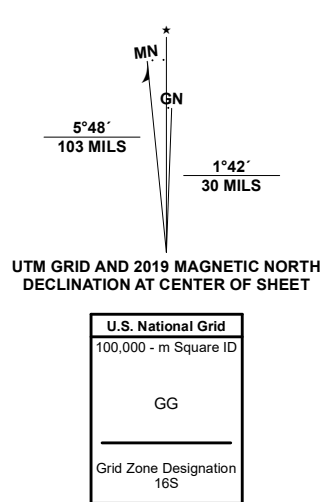 ★
MN
GN
5°48´
103 MILS
1°42´
30 MILS
UTM GRID AND 2019 MAGNETIC NORTH
DECLINATION AT CENTER OF SHEET
U.S. National Grid
100,000 - m Square ID
GG
Grid Zone Designation
16S